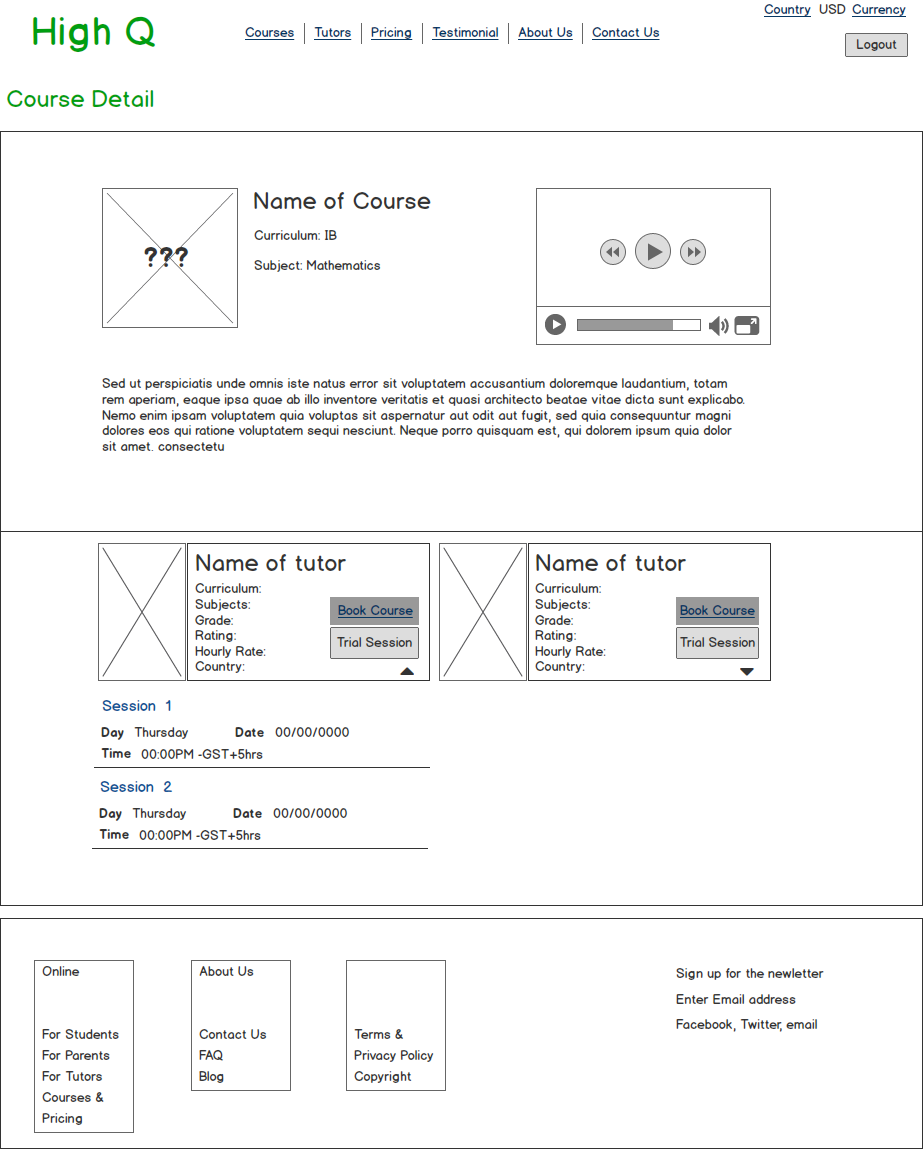 Country USD Currency
High Q
Courses Tutors Pricing Testimonial About Us Contact Us
Logout
Course Detail
???
Name of Course
Curriculum: IB
Subject: Mathematics
Sed ut perspiciatis unde omnis iste natus error sit voluptatem accusantium doloremque laudantium, totam
rem aperiam, eaque ipsa quae ab illo inventore veritatis et quasi architecto beatae vitae dicta sunt explicabo.
Nemo enim ipsam voluptatem quia voluptas sit aspernatur aut odit aut fugit, sed quia consequuntur magni
dolores eos qui ratione voluptatem sequi nesciunt. Neque porro quisquam est, qui dolorem ipsum quia dolor
sit amet. consectetu
Name of tutor
Curriculum:
Subjects:
Grade:
Rating:
Hourly Rate:
Country:
Book Course
Trial Session
Name of tutor
Curriculum:
Subjects:
Grade:
Rating:
Hourly Rate:
Country:
Book Course
Trial Session
Session 1
Day Thursday Date 00/00/0000
Time 00:00PM -GST+5hrs
Session 2
Day Thursday Date 00/00/0000
Time 00:00PM -GST+5hrs
Online
For Students
For Parents
For Tutors
Courses &
Pricing
About Us
Contact Us
FAQ
Blog
Terms &
Privacy Policy
Copyright
Sign up for the newletter
Enter Email address
Facebook, Twitter, email